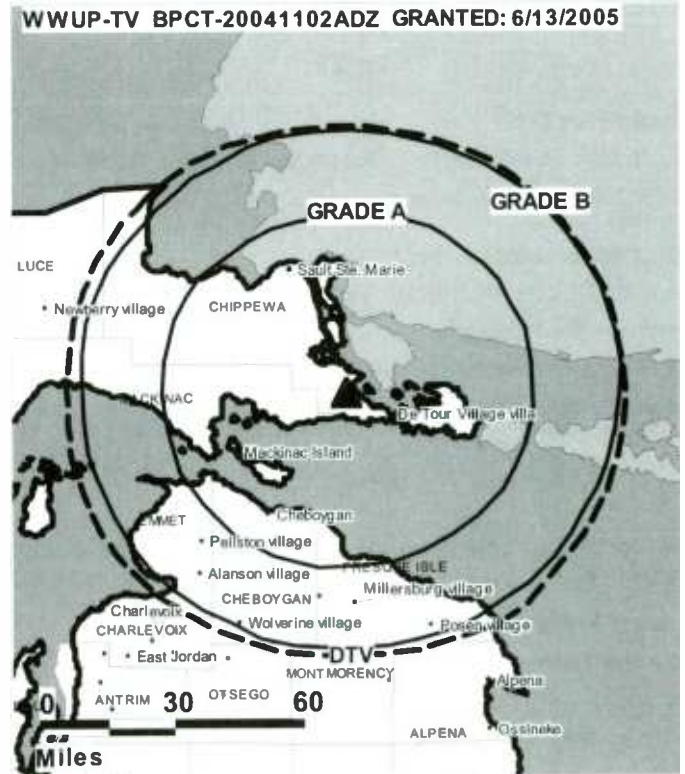 WWUP-TV BPCT-20041102ADZ GRANTED: 6/13/2005
GRADE A
GRADE B
LUCE
Sault Ste. Marie
Newberry village
CHIPPEWA
De Tour Village villa
Mackinac Island
Cheboygan
Pellston village
PRESQUE ISLE
Alanson village
Millersburg village
CHEBOYGAN
Charlevoix
Wolverine village
Posen village
CHARLEVOIX
East Jordan
DTV
MONTMORENCY
Alpena
ANTRIM
OTSEGO
0 30 60
Ossineke
ALPENA
Miles